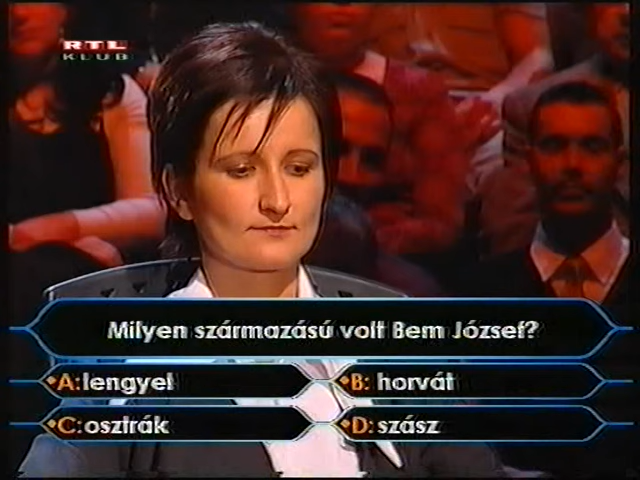 RTL
KLUB
Milyen származású volt Bem József?
A: lengyel
B: horvát
C: osztrák
D: szász